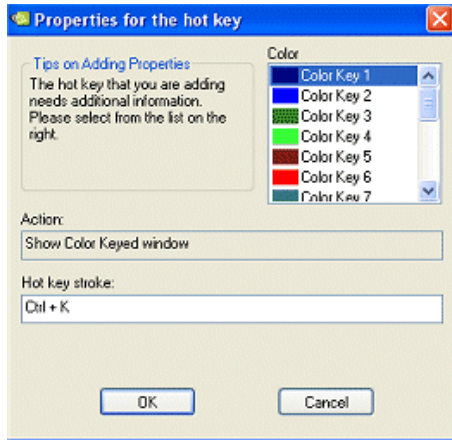 Properties for the hot key
Tips on Adding Properties
The hot key that you are adding
needs additional information.
Please select from the list on the
right.
Color
Color Key 1
Color Key 2
Color Key 3
Color Key 4
Color Key 5
Color Key 6
Color Key 7
Action:
Show Color Keyed window
Hot key stroke:
Ctrl + K
OK
Cancel